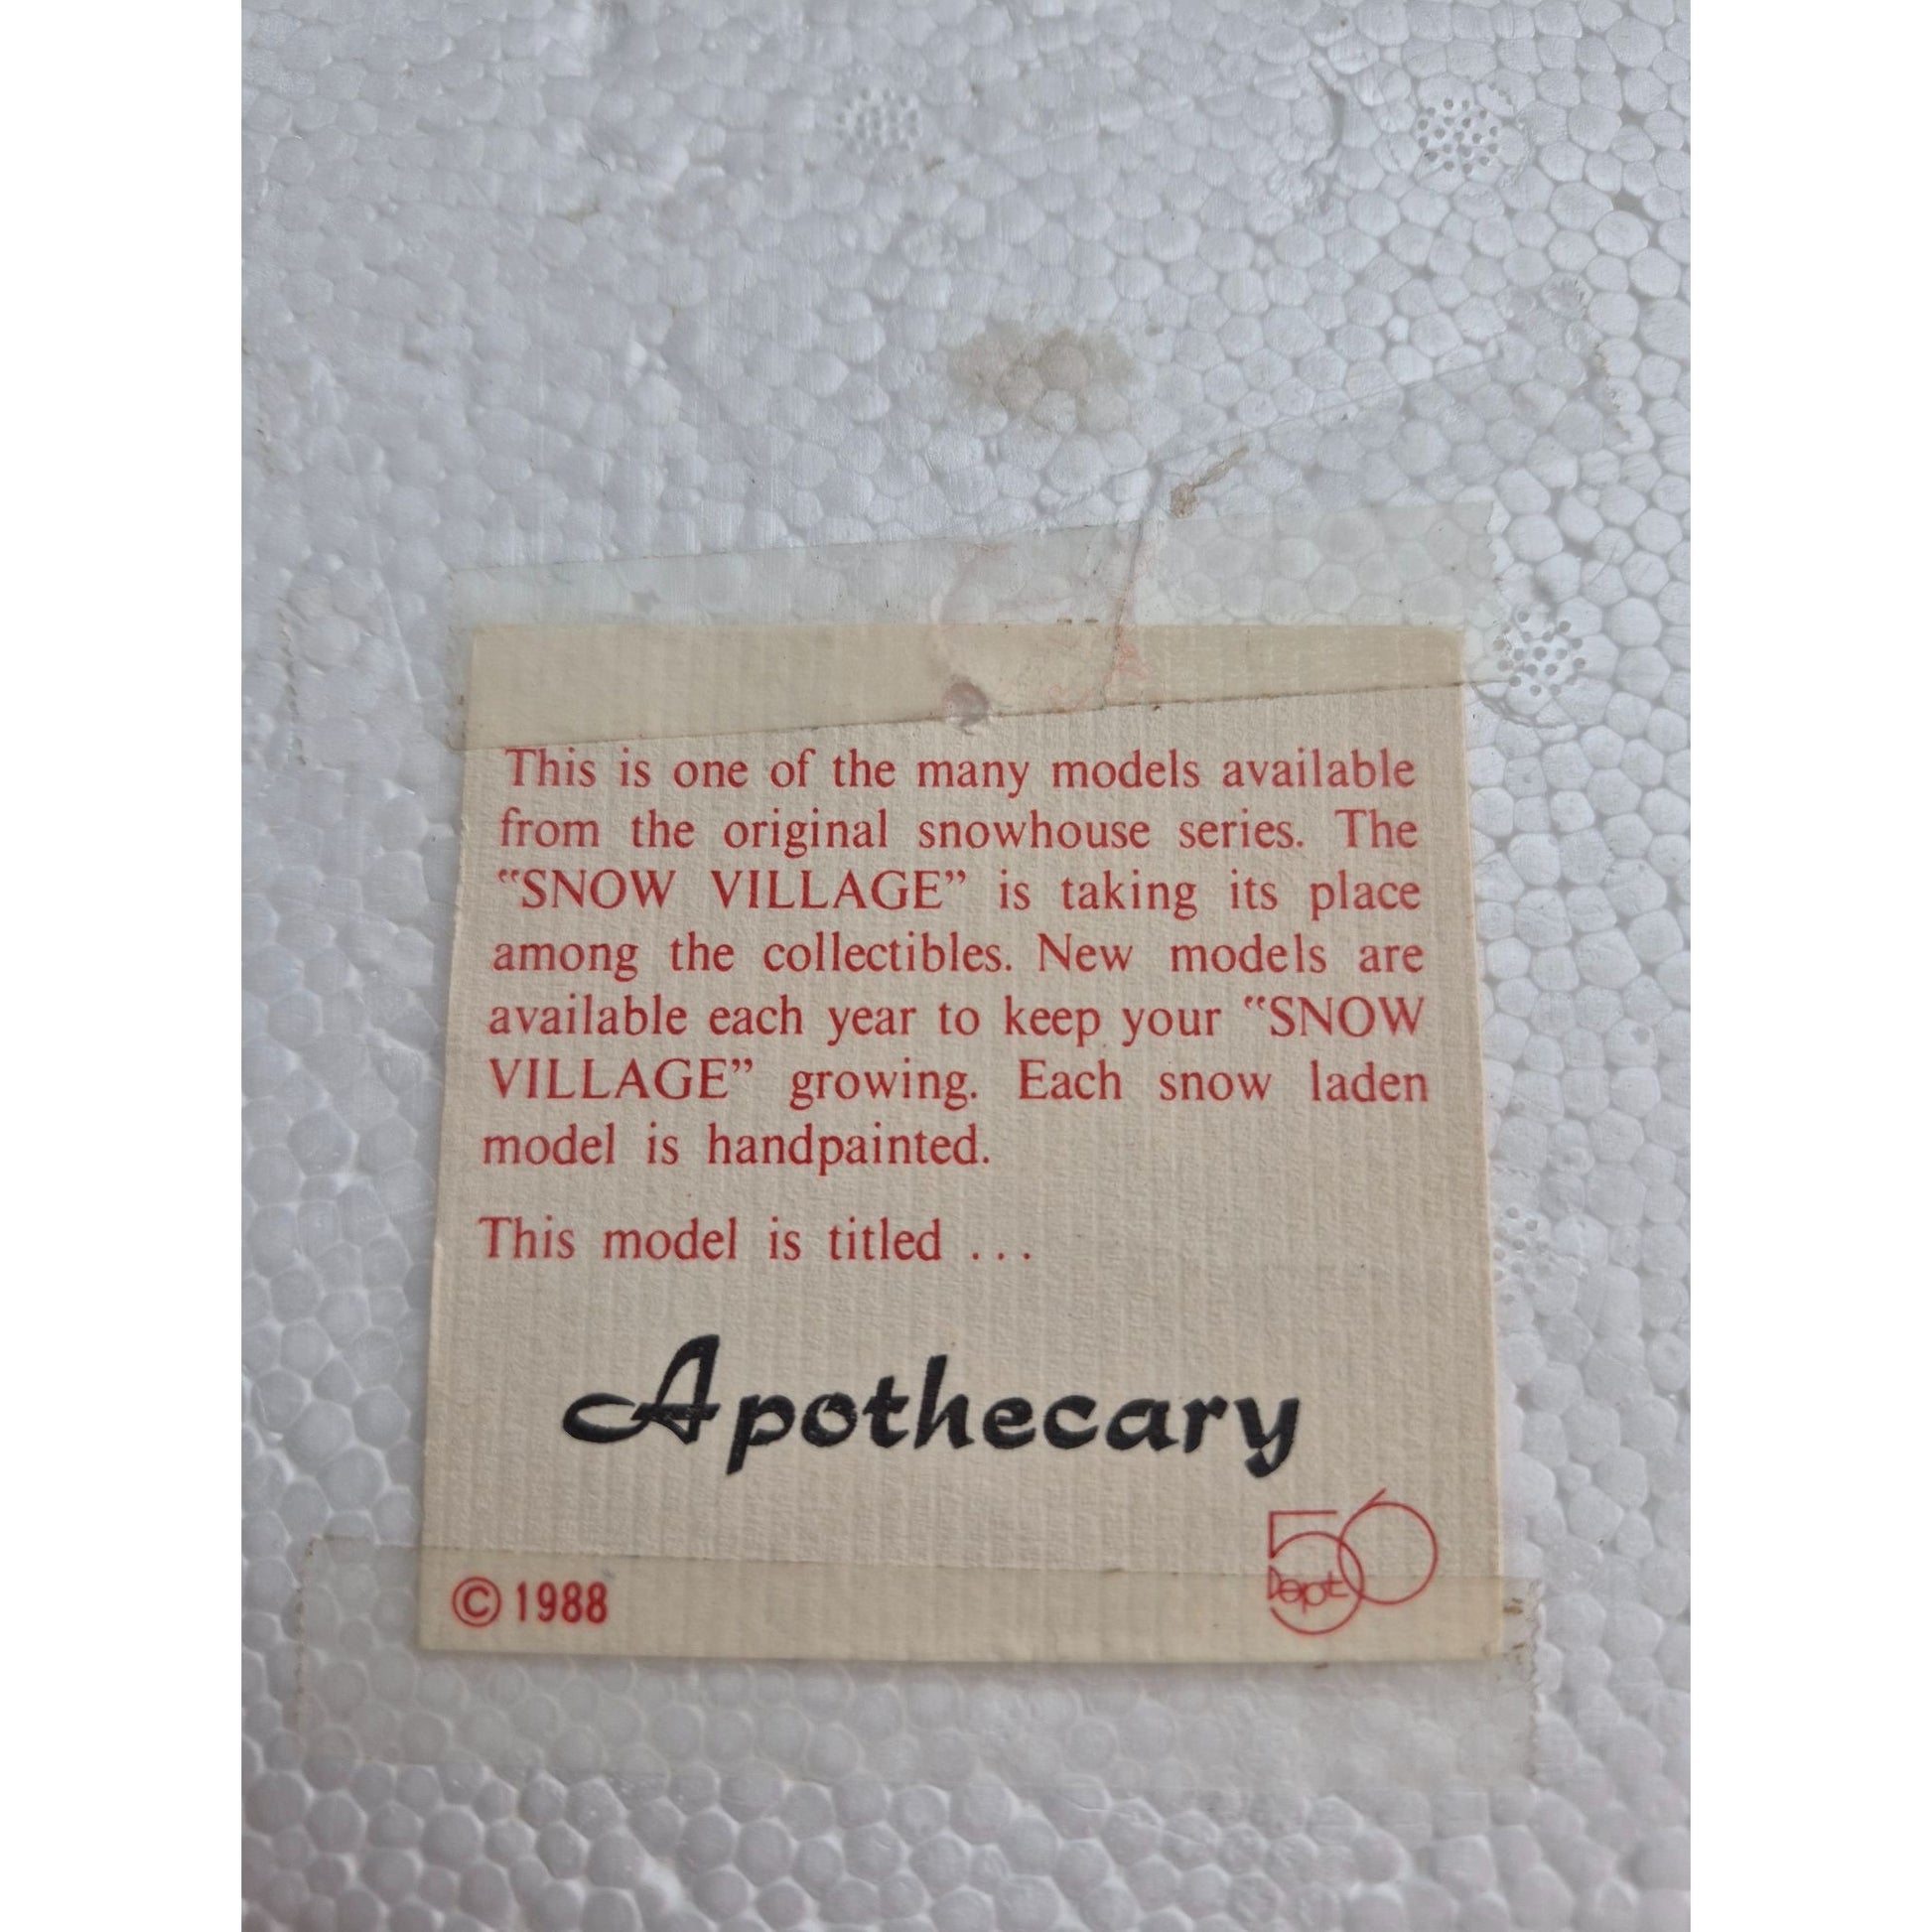 This is one of the many models available
from the original snowhouse series. The
“SNOW VILLAGE” is taking its place
among the collectibles. New models are
available each year to keep your “SNOW
VILLAGE” growing. Each snow laden
model is handpainted.
This model is titled ...
Apothecary
© 1988
Dept 56